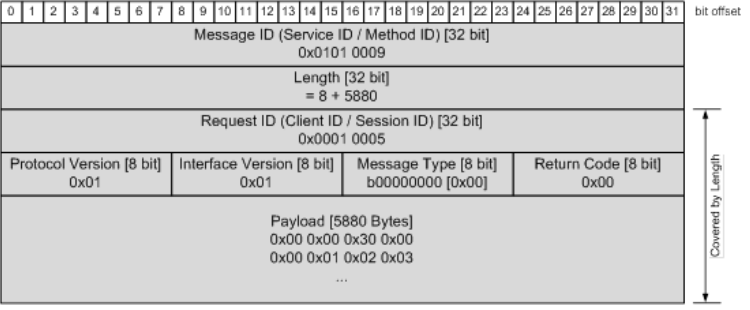 0 1 2 3 4 5 6 7 8 9 10 11 12 13 14 15 16 17 18 19 20 21 22 23 24 25 26 27 28 29 30 31 bit offset
Message ID (Service ID / Method ID) [32 bit]
0x0101 0009
Length [32 bit]
= 8 + 5880
Request ID (Client ID / Session ID) [32 bit]
0x0001 0005
Protocol Version [8 bit] Interface Version [8 bit] Message Type [8 bit] Return Code [8 bit]
0x01 0x01 b00000000 [0x00] 0x00
Payload [5880 Bytes]
0x00 0x00 0x30 0x00
0x00 0x01 0x02 0x03
...
Covered by Length